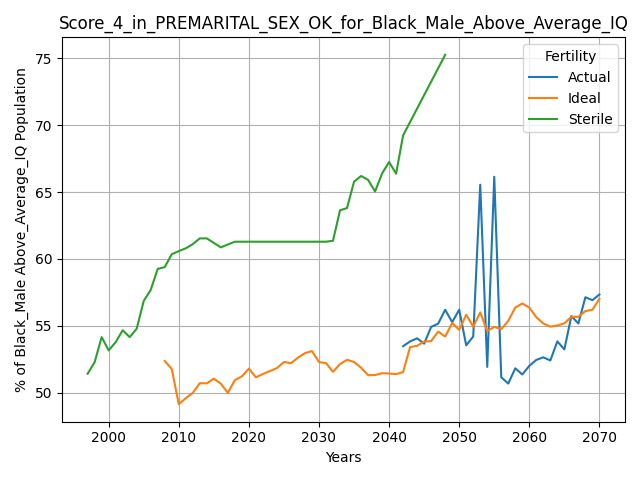 Score_4_in_PREMARITAL_SEX_OK_for_Black_Male_Above_Average_IQ
% of Black_Male Above_Average_IQ Population
75
70
65
60
55
50
Fertility
Actual
Ideal
Sterile
2000 2010 2020 2030 2040 2050 2060 2070
Years